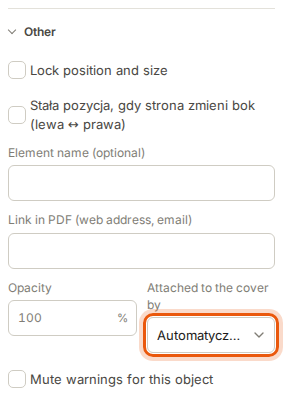 Other
Lock position and size
Stała pozycja, gdy strona zmieni bok
(lewa ↔ prawa)
Element name (optional)
Link in PDF (web address, email)
Opacity
100 %
Attached to the cover
by
Automatycz...
Mute warnings for this object